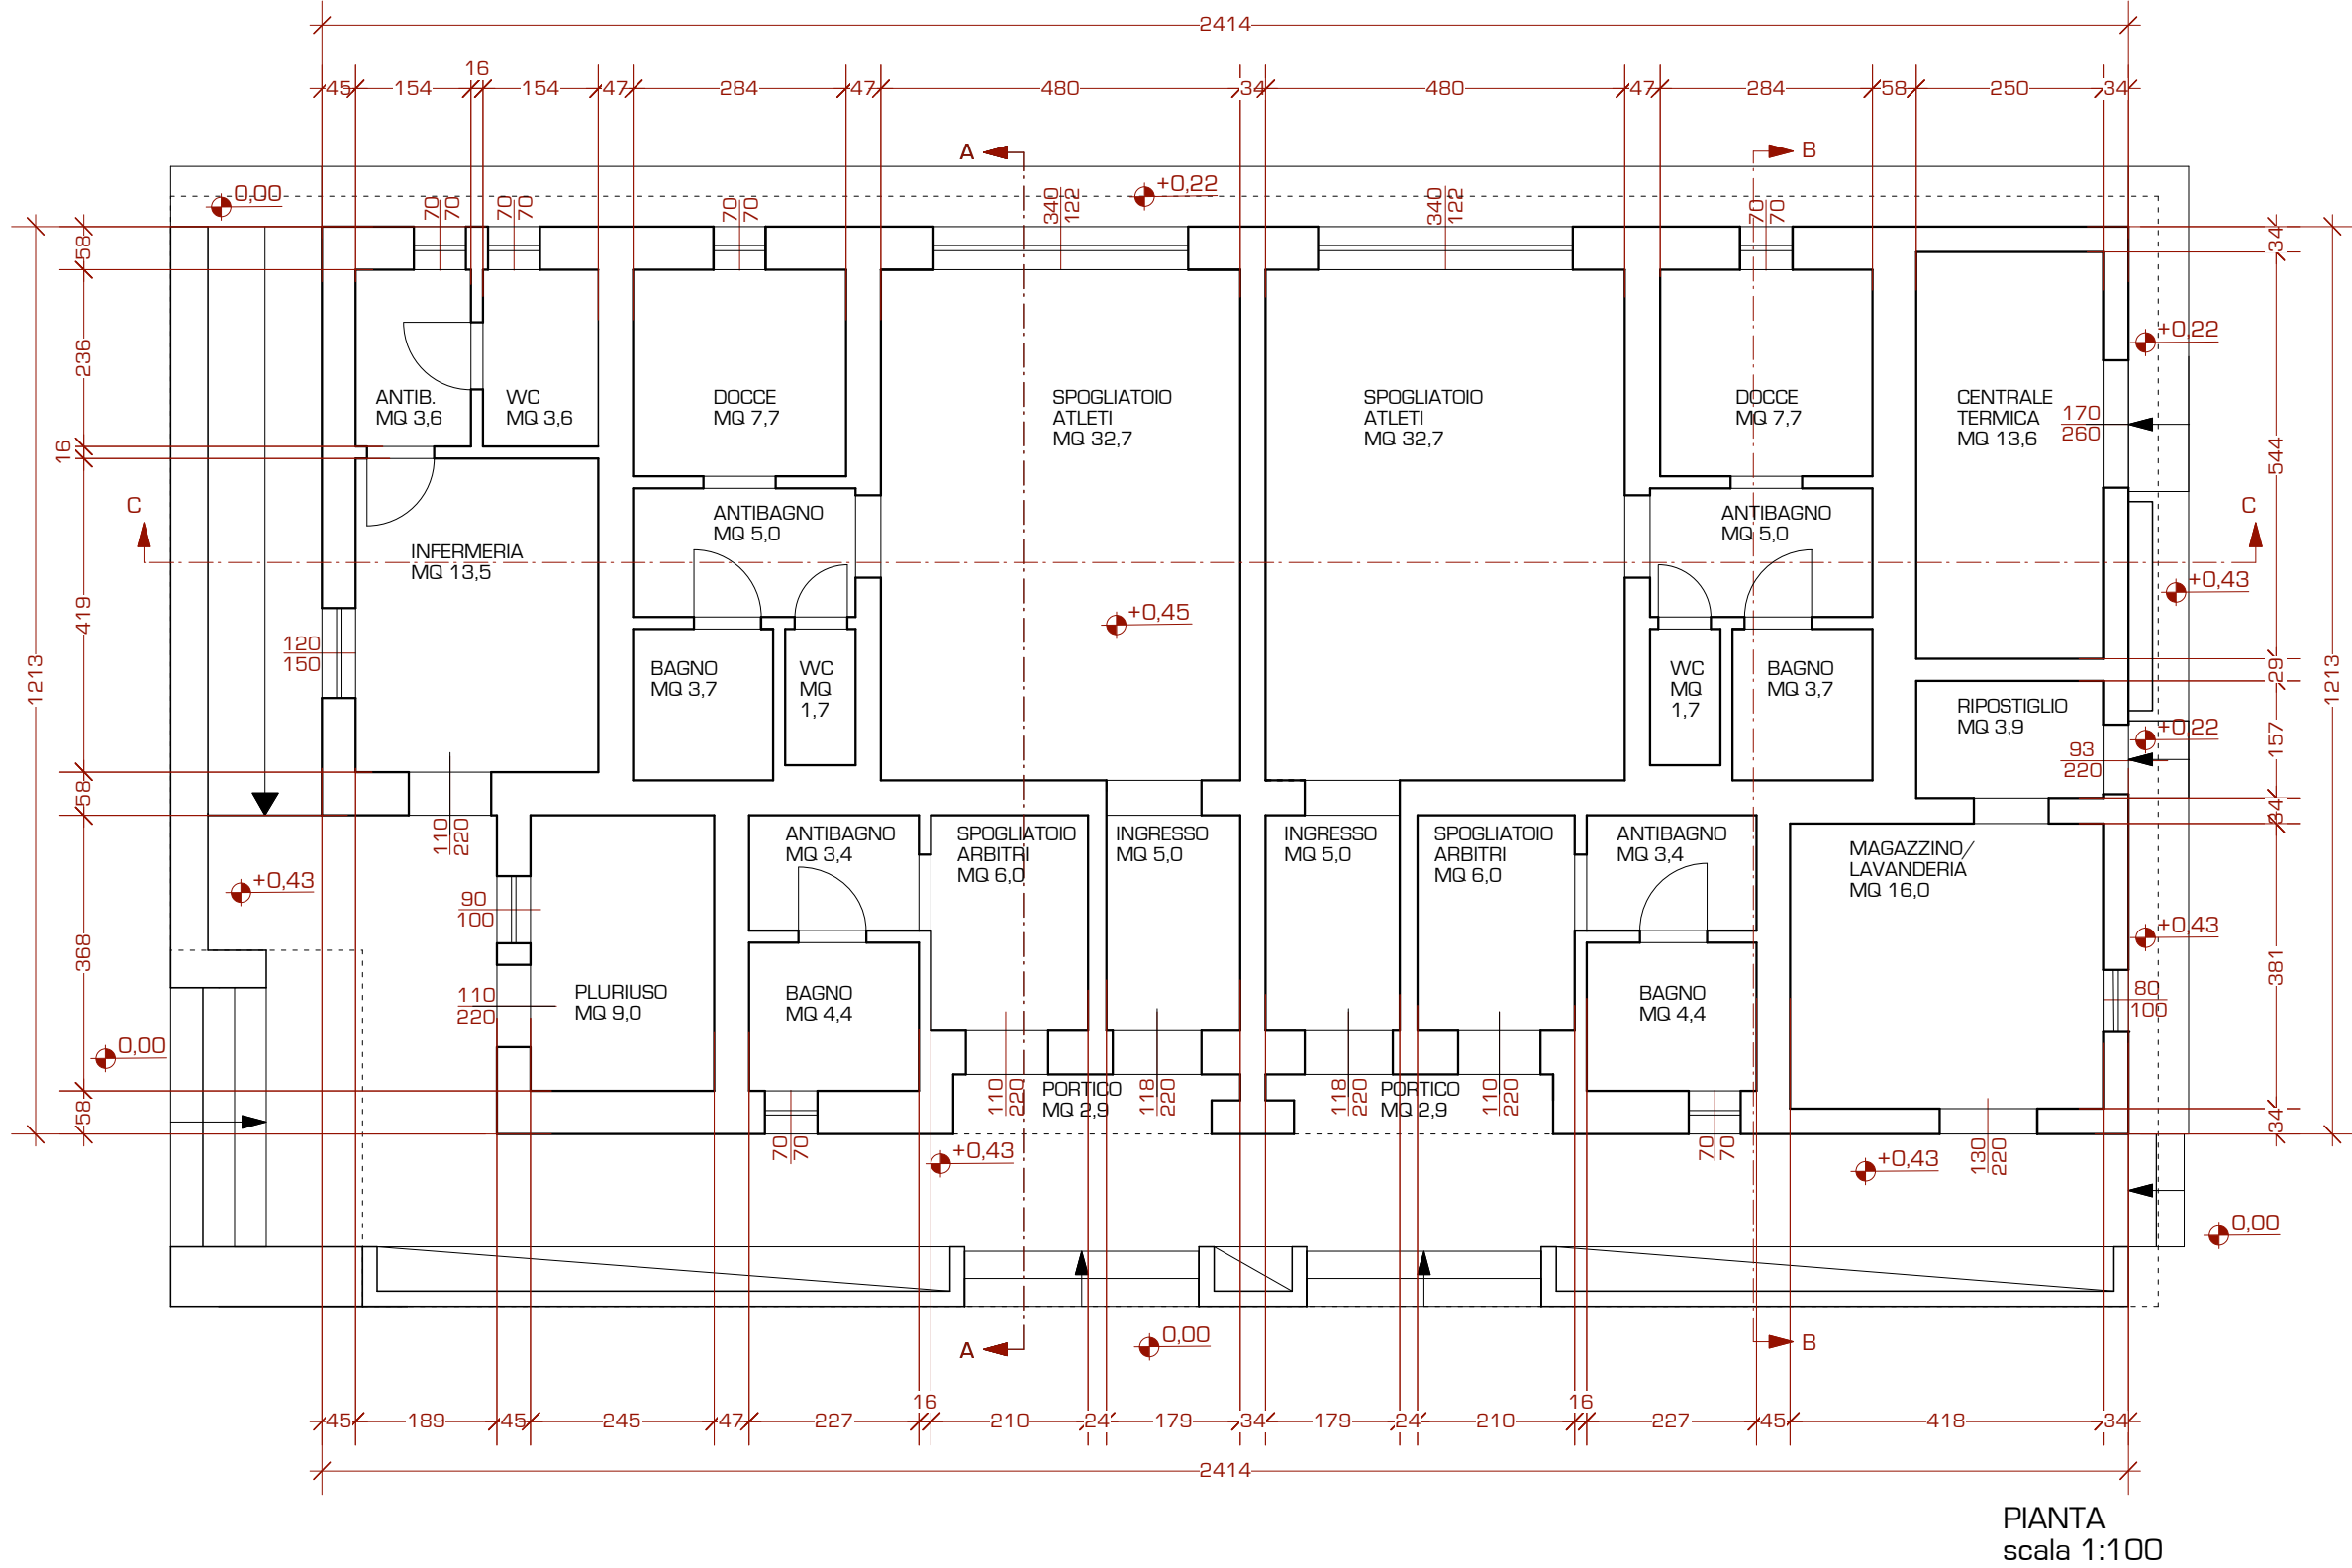 2414
16
45 154 154 47 284 47 480 34 480 47 284 58 250 34
A A
B
0,00
70
70
70
70
70
70
340
122
+0,22
340
122
70
70
58
34
236
16
419
58
368
58
1213
ANTIB.
MQ 3,6
WC
MQ 3,6
DOCCE
MQ 7,7
SPOGLIATOIO
ATLETI
MQ 32,7
SPOGLIATOIO
ATLETI
MQ 32,7
DOCCE
MQ 7,7
CENTRALE
TERMICA
MQ 13,6
170
260
+0,22
544
C
C
INFERMERIA
MQ 13,5
ANTIBAGNO
MQ 5,0
ANTIBAGNO
MQ 5,0
+0,43
+0,45
120
150
BAGNO
MQ 3,7
WC
MQ
1,7
WC
MQ
1,7
BAGNO
MQ 3,7
RIPOSTIGLIO
MQ 3,9
93
220
+0,22
29
157
34
1213
110
220
ANTIBAGNO
MQ 3,4
SPOGLIATOIO
ARBITRI
MQ 6,0
INGRESSO
MQ 5,0
INGRESSO
MQ 5,0
SPOGLIATOIO
ARBITRI
MQ 6,0
ANTIBAGNO
MQ 3,4
MAGAZZINO/
LAVANDERIA
MQ 16,0
+0,43
90
100
+0,43
110
220
PLURIUSO
MQ 9,0
BAGNO
MQ 4,4
BAGNO
MQ 4,4
80
100
381
0,00
110
220
PORTICO
MQ 2,9
118
220
118
220
PORTICO
MQ 2,9
110
220
34
70
70
+0,43
70
70
+0,43
130
220
0,00
A
0,00
B
16 16
45 189 45 245 47 227 210 24 179 34 179 24 210 227 45 418 34
2414
PIANTA
scala 1:100